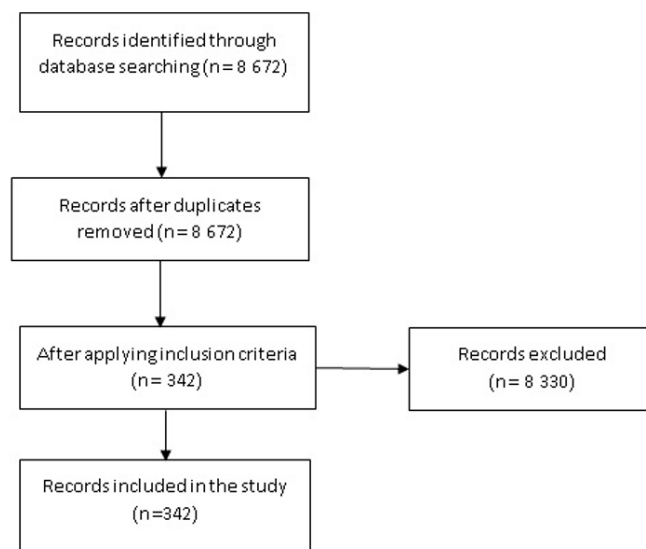 Records identified through
database searching (n= 8 672)
Records after duplicates
removed (n= 8 672)
After applying inclusion criteria
(n= 342)
Records excluded
(n= 8 330)
Records included in the study
(n=342)